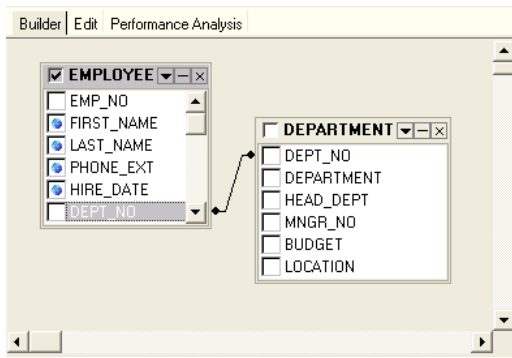 Builder Edit Performance Analysis
EMPLOYEE
EMP_NO
FIRST_NAME
LAST_NAME
PHONE_EXT
HIRE_DATE
DEPT_NO
DEPARTMENT
DEPT_NO
DEPARTMENT
HEAD_DEPT
MNGR_NO
BUDGET
LOCATION